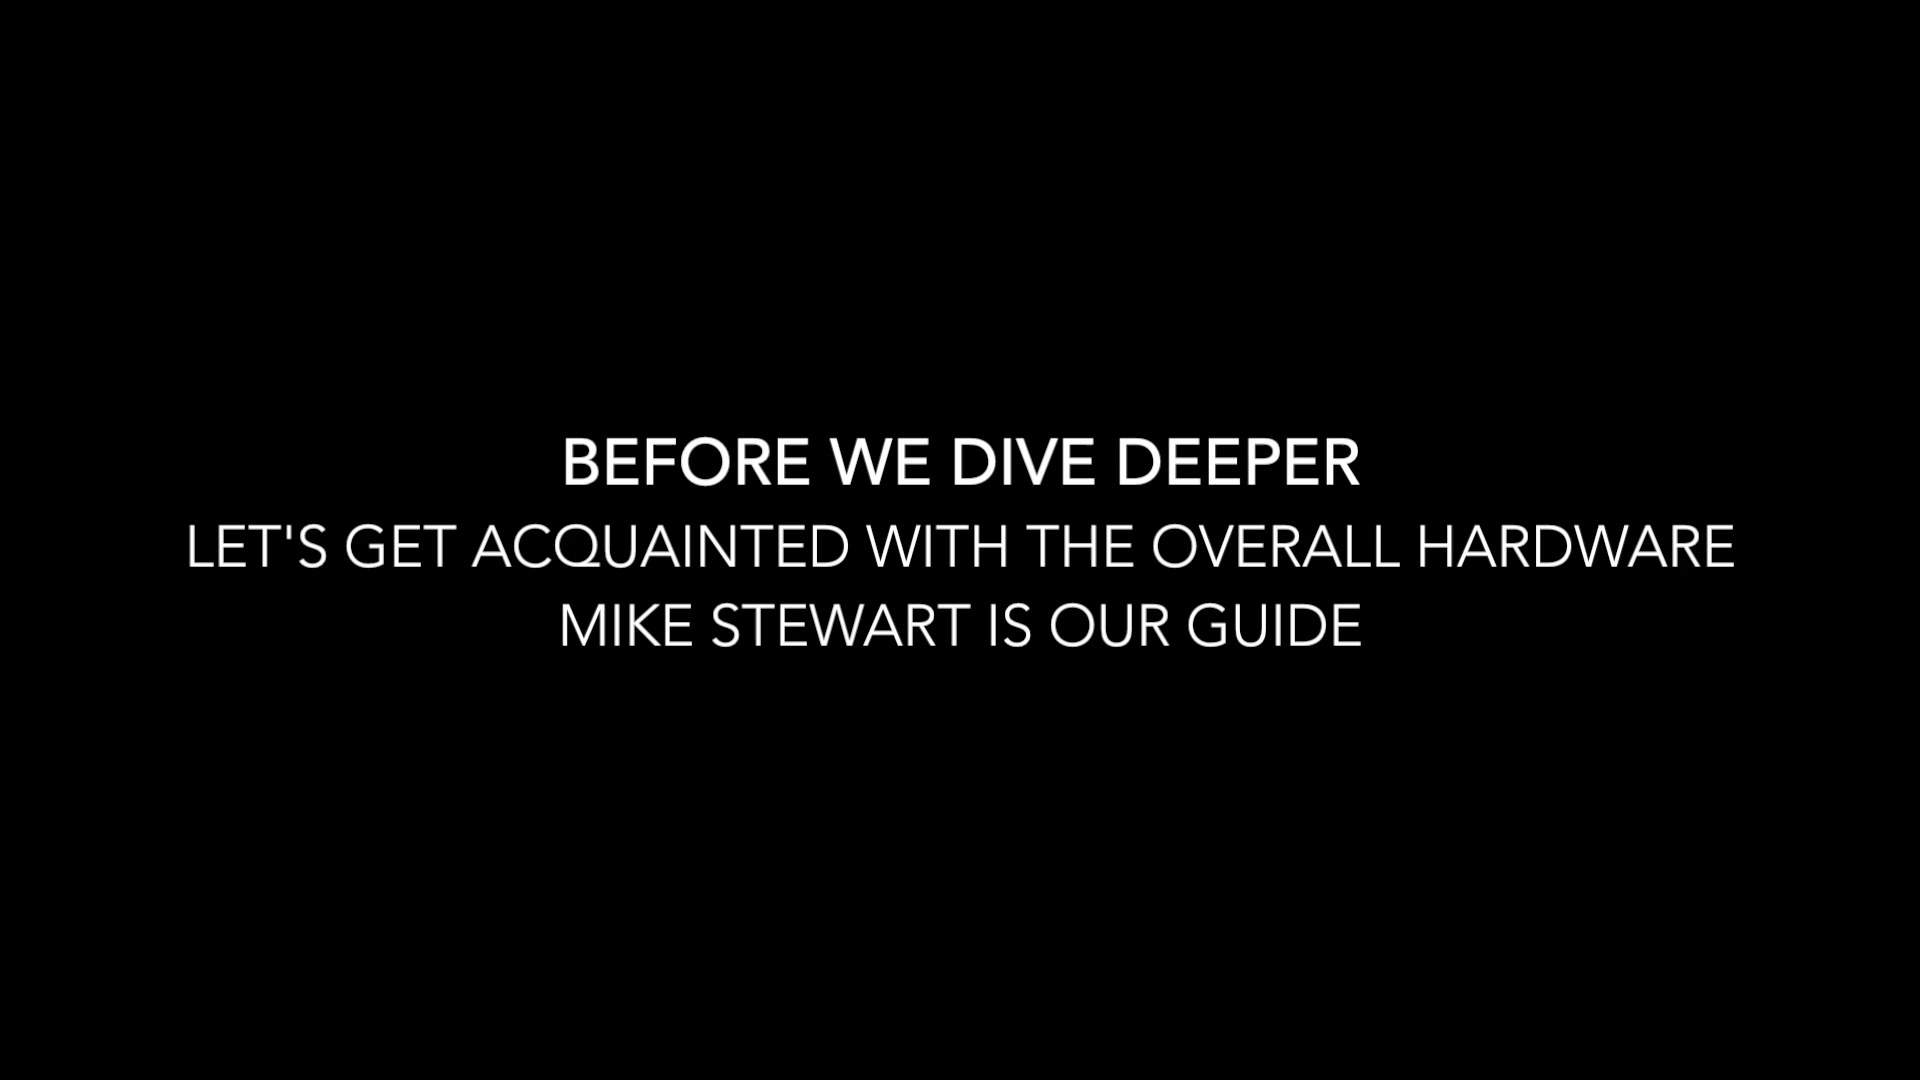 BEFORE WE DIVE DEEPER
LET'S GET ACQUAINTED WITH THE OVERALL HARDWARE
MIKE STEWART IS OUR GUIDE